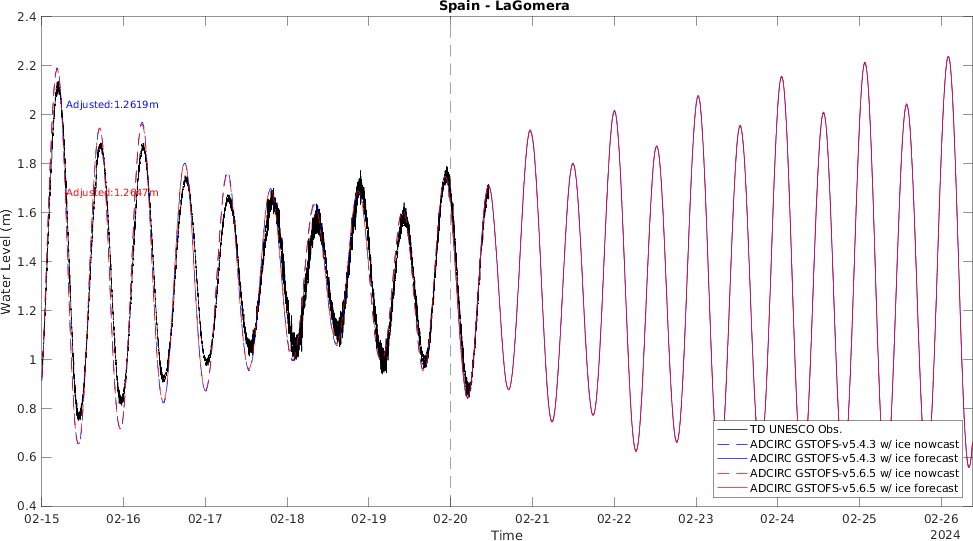 Spain - LaGomera
2.4
2.2
2
1.8
1.6
1.4
1.2
1
0.8
0.6
0.4
Water Level (m)
Adjusted:1.2619m
Adjusted:1.2647m
TD UNESCO Obs.
ADCIRC GSTOFS-v5.4.3 w/ ice nowcast
ADCIRC GSTOFS-v5.4.3 w/ ice forecast
ADCIRC GSTOFS-v5.6.5 w/ ice nowcast
ADCIRC GSTOFS-v5.6.5 w/ ice forecast
02-15 02-16 02-17 02-18 02-19 02-20 02-21 02-22 02-23 02-24 02-25 02-26
Time
2024